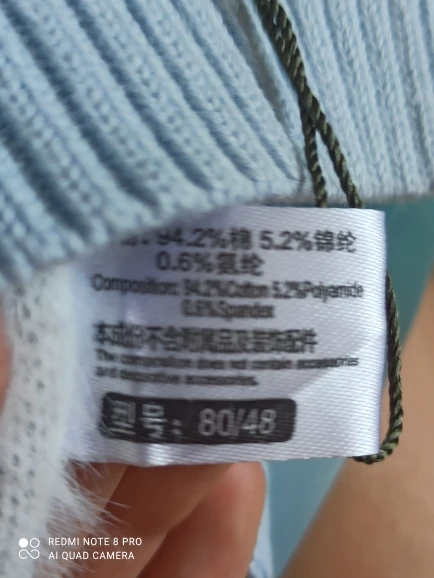 94.2%棉 5.2%锦纶
0.6%氨纶
Composition: 94.2%Cotton 5.2%Polyamide
0.6%Spandex
本成份不含附属品及装饰配件
The composition does not contain accessories
and decorative accessories.
型号: 80/48
REDMI NOTE 8 PRO
AI QUAD CAMERA